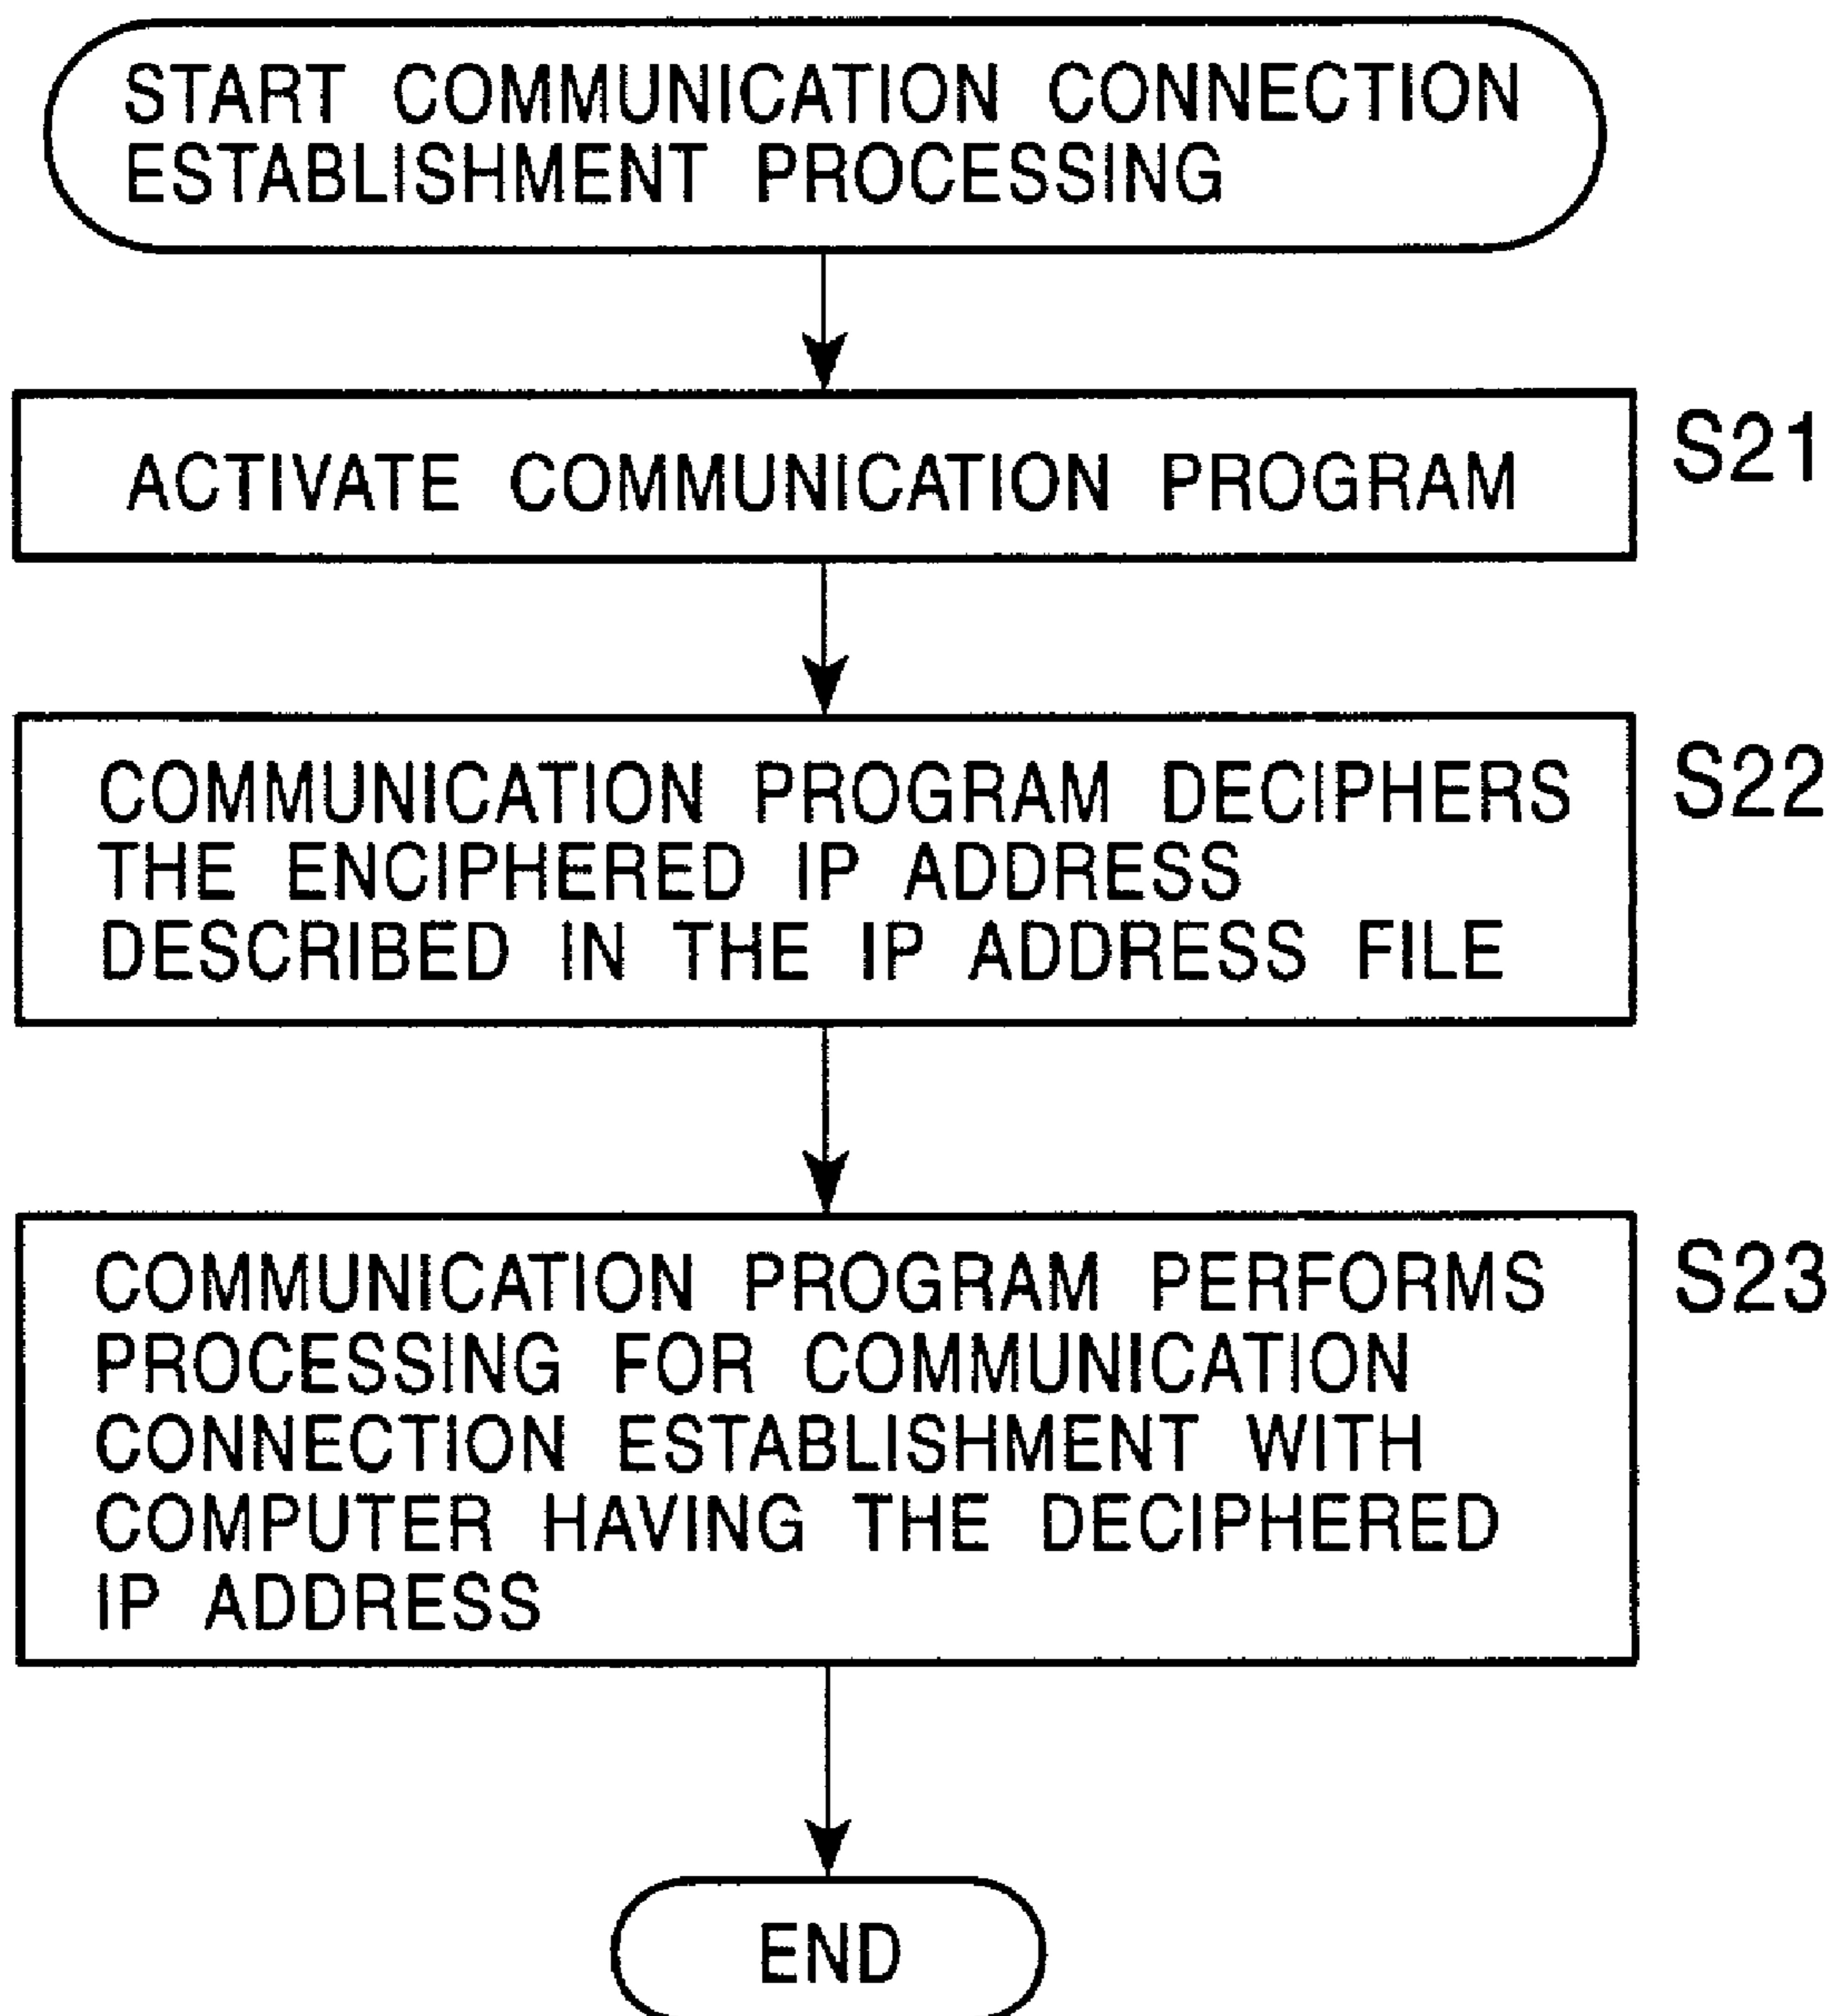 START COMMUNICATION CONNECTION
ESTABLISHMENT PROCESSING
ACTIVATE COMMUNICATION PROGRAM
S21
COMMUNICATION PROGRAM DECIPHERS
THE ENCIPHERED IP ADDRESS
DESCRIBED IN THE IP ADDRESS FILE
S22
COMMUNICATION PROGRAM PERFORMS
PROCESSING FOR COMMUNICATION
CONNECTION ESTABLISHMENT WITH
COMPUTER HAVING THE DECIPHERED
IP ADDRESS
S23
END